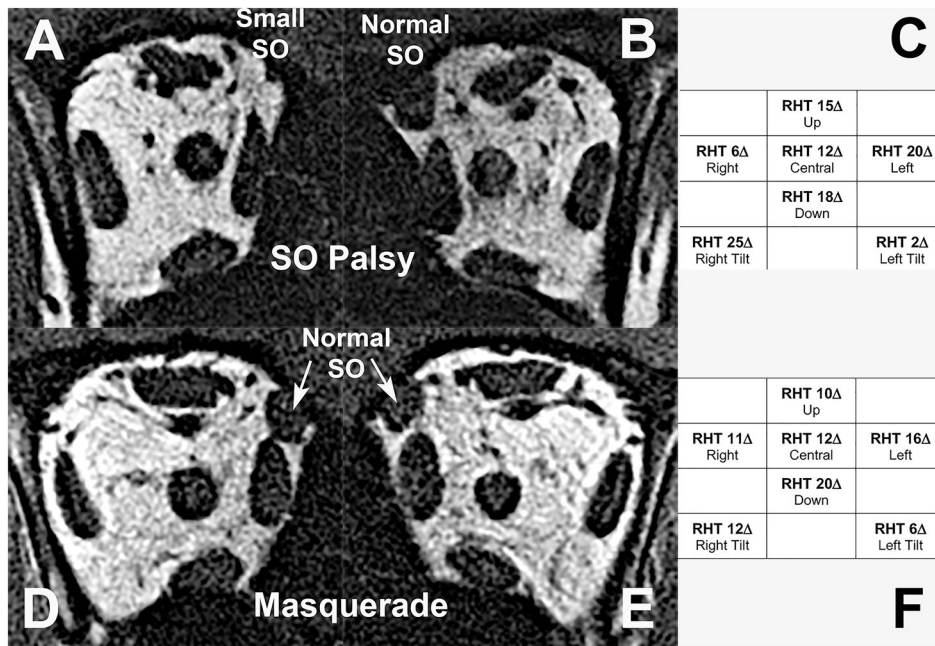 A
Small
SO
Normal
SO
B
C
SO Palsy
RHT 15Δ
Up
RHT 6Δ
Right
RHT 12Δ
Central
RHT 20Δ
Left
RHT 18Δ
Down
RHT 25Δ
Right Tilt
RHT 2Δ
Left Tilt
Normal
SO
D
Masquerade
E
RHT 10Δ
Up
RHT 11Δ
Right
RHT 12Δ
Central
RHT 16Δ
Left
RHT 20Δ
Down
RHT 12Δ
Right Tilt
RHT 6Δ
Left Tilt
F